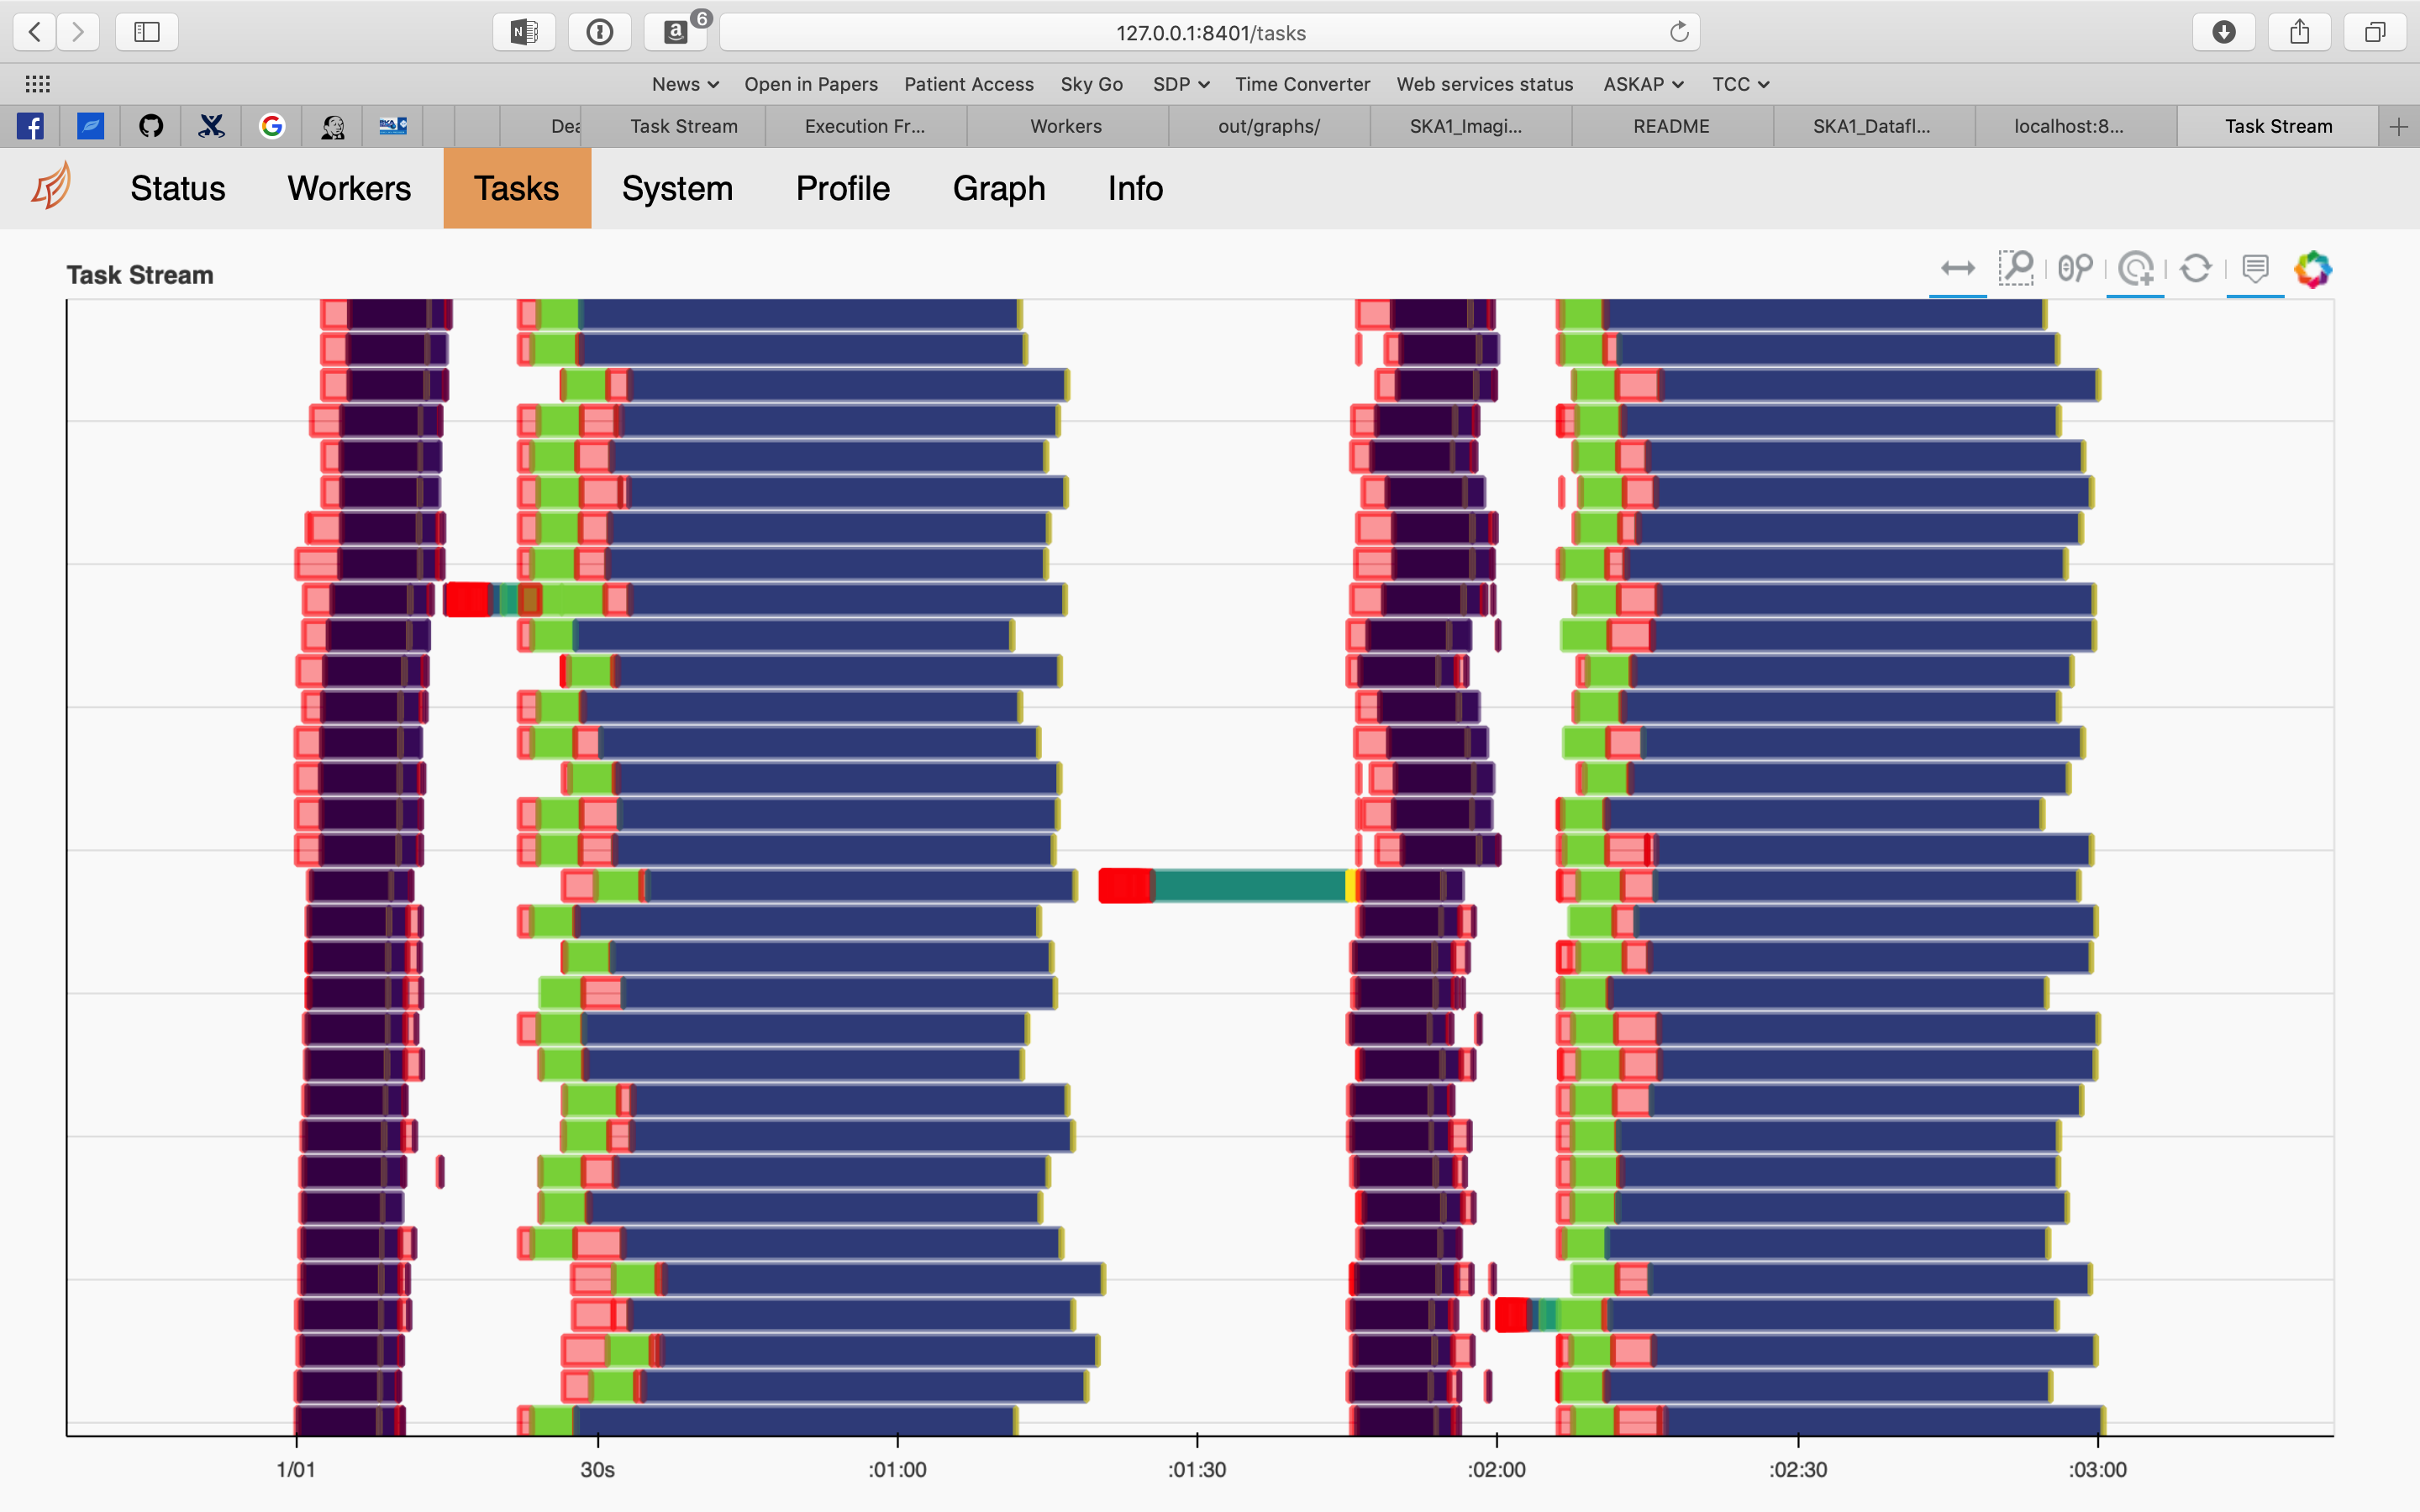 6
127.0.0.1:8401/tasks
News Open in Papers Patient Access Sky Go SDP Time Converter Web services status ASKAP TCC
Dea Task Stream Execution Fr... Workers out/graphs/ SKA1_Imagi... README SKA1_Datafl... localhost:8... Task Stream
Status Workers Tasks System Profile Graph Info
Task Stream
1/01 30s :01:00 :01:30 :02:00 :02:30 :03:00